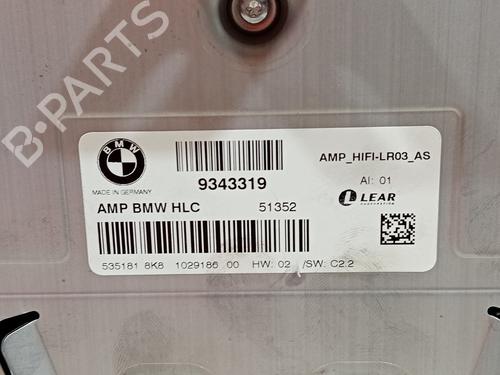 B-PARTS
BMW
MADE IN GERMANY
9343319
AMP_HIFI-LR03_AS
AI: 01
LEAR
CORPORATION
AMP BMW HLC 51352
535181 8K8 1029186 00 HW: 02 /SW: C2.2